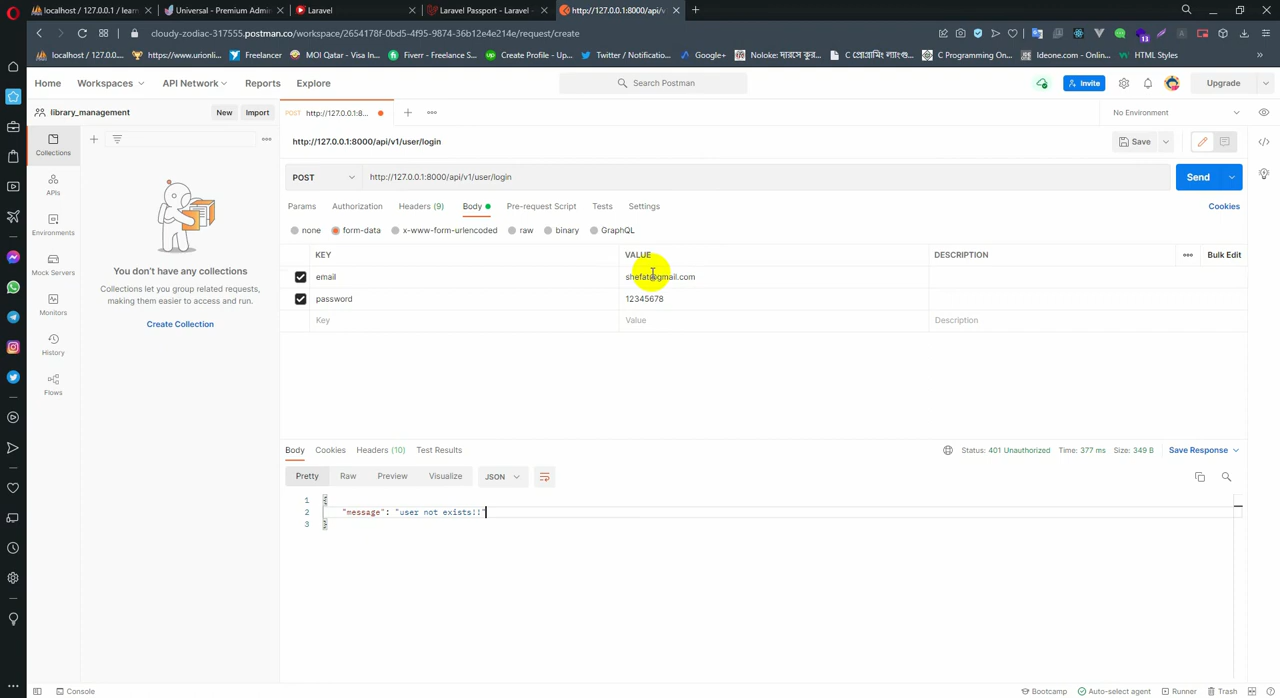 localhost / 127.0.0.1 / learn
Universal - Premium Admi
Laravel
Laravel Passport - Laravel
http://127.0.0.1:8000/api/v
cloudy-zodiac-317555.postman.co/workspace/2654178f-0bd5-4f95-9874-36b12e4e214e/request/create
localhost / 127.0.0....
https://www.urionli...
Freelancer
MOI Qatar - Visa In...
Fiverr - Freelance S...
Create Profile - Up...
Twitter / Notificatio...
Google+
Noloke: দারসে কুর...
C প্রোগ্রামিং ল্যাংগু...
C Programming On...
Ideone.com - Onlin...
HTML Styles
Home
Workspaces
API Network
Reports
Explore
Search Postman
Invite
Upgrade
library_management
New
Import
POST http://127.0.0.1:8...
No Environment
Collections
APIs
Environments
Mock Servers
Monitors
History
Flows
You don't have any collections
Collections let you group related requests,
making them easier to access and run.
Create Collection
http://127.0.0.1:8000/api/v1/user/login
Save
POST
http://127.0.0.1:8000/api/v1/user/login
Send
Params
Authorization
Headers (9)
Body
Pre-request Script
Tests
Settings
Cookies
none
form-data
x-www-form-urlencoded
raw
binary
GraphQL
KEY
VALUE
DESCRIPTION
Bulk Edit
email
shefat@gmail.com
password
12345678
Key
Value
Description
Body
Cookies
Headers (10)
Test Results
Status: 401 Unauthorized
Time: 377 ms
Size: 349 B
Save Response
Pretty
Raw
Preview
Visualize
JSON
1 {
2 "message": "user not exists!!"
3 }
Console
Bootcamp
Auto-select agent
Runner
Trash